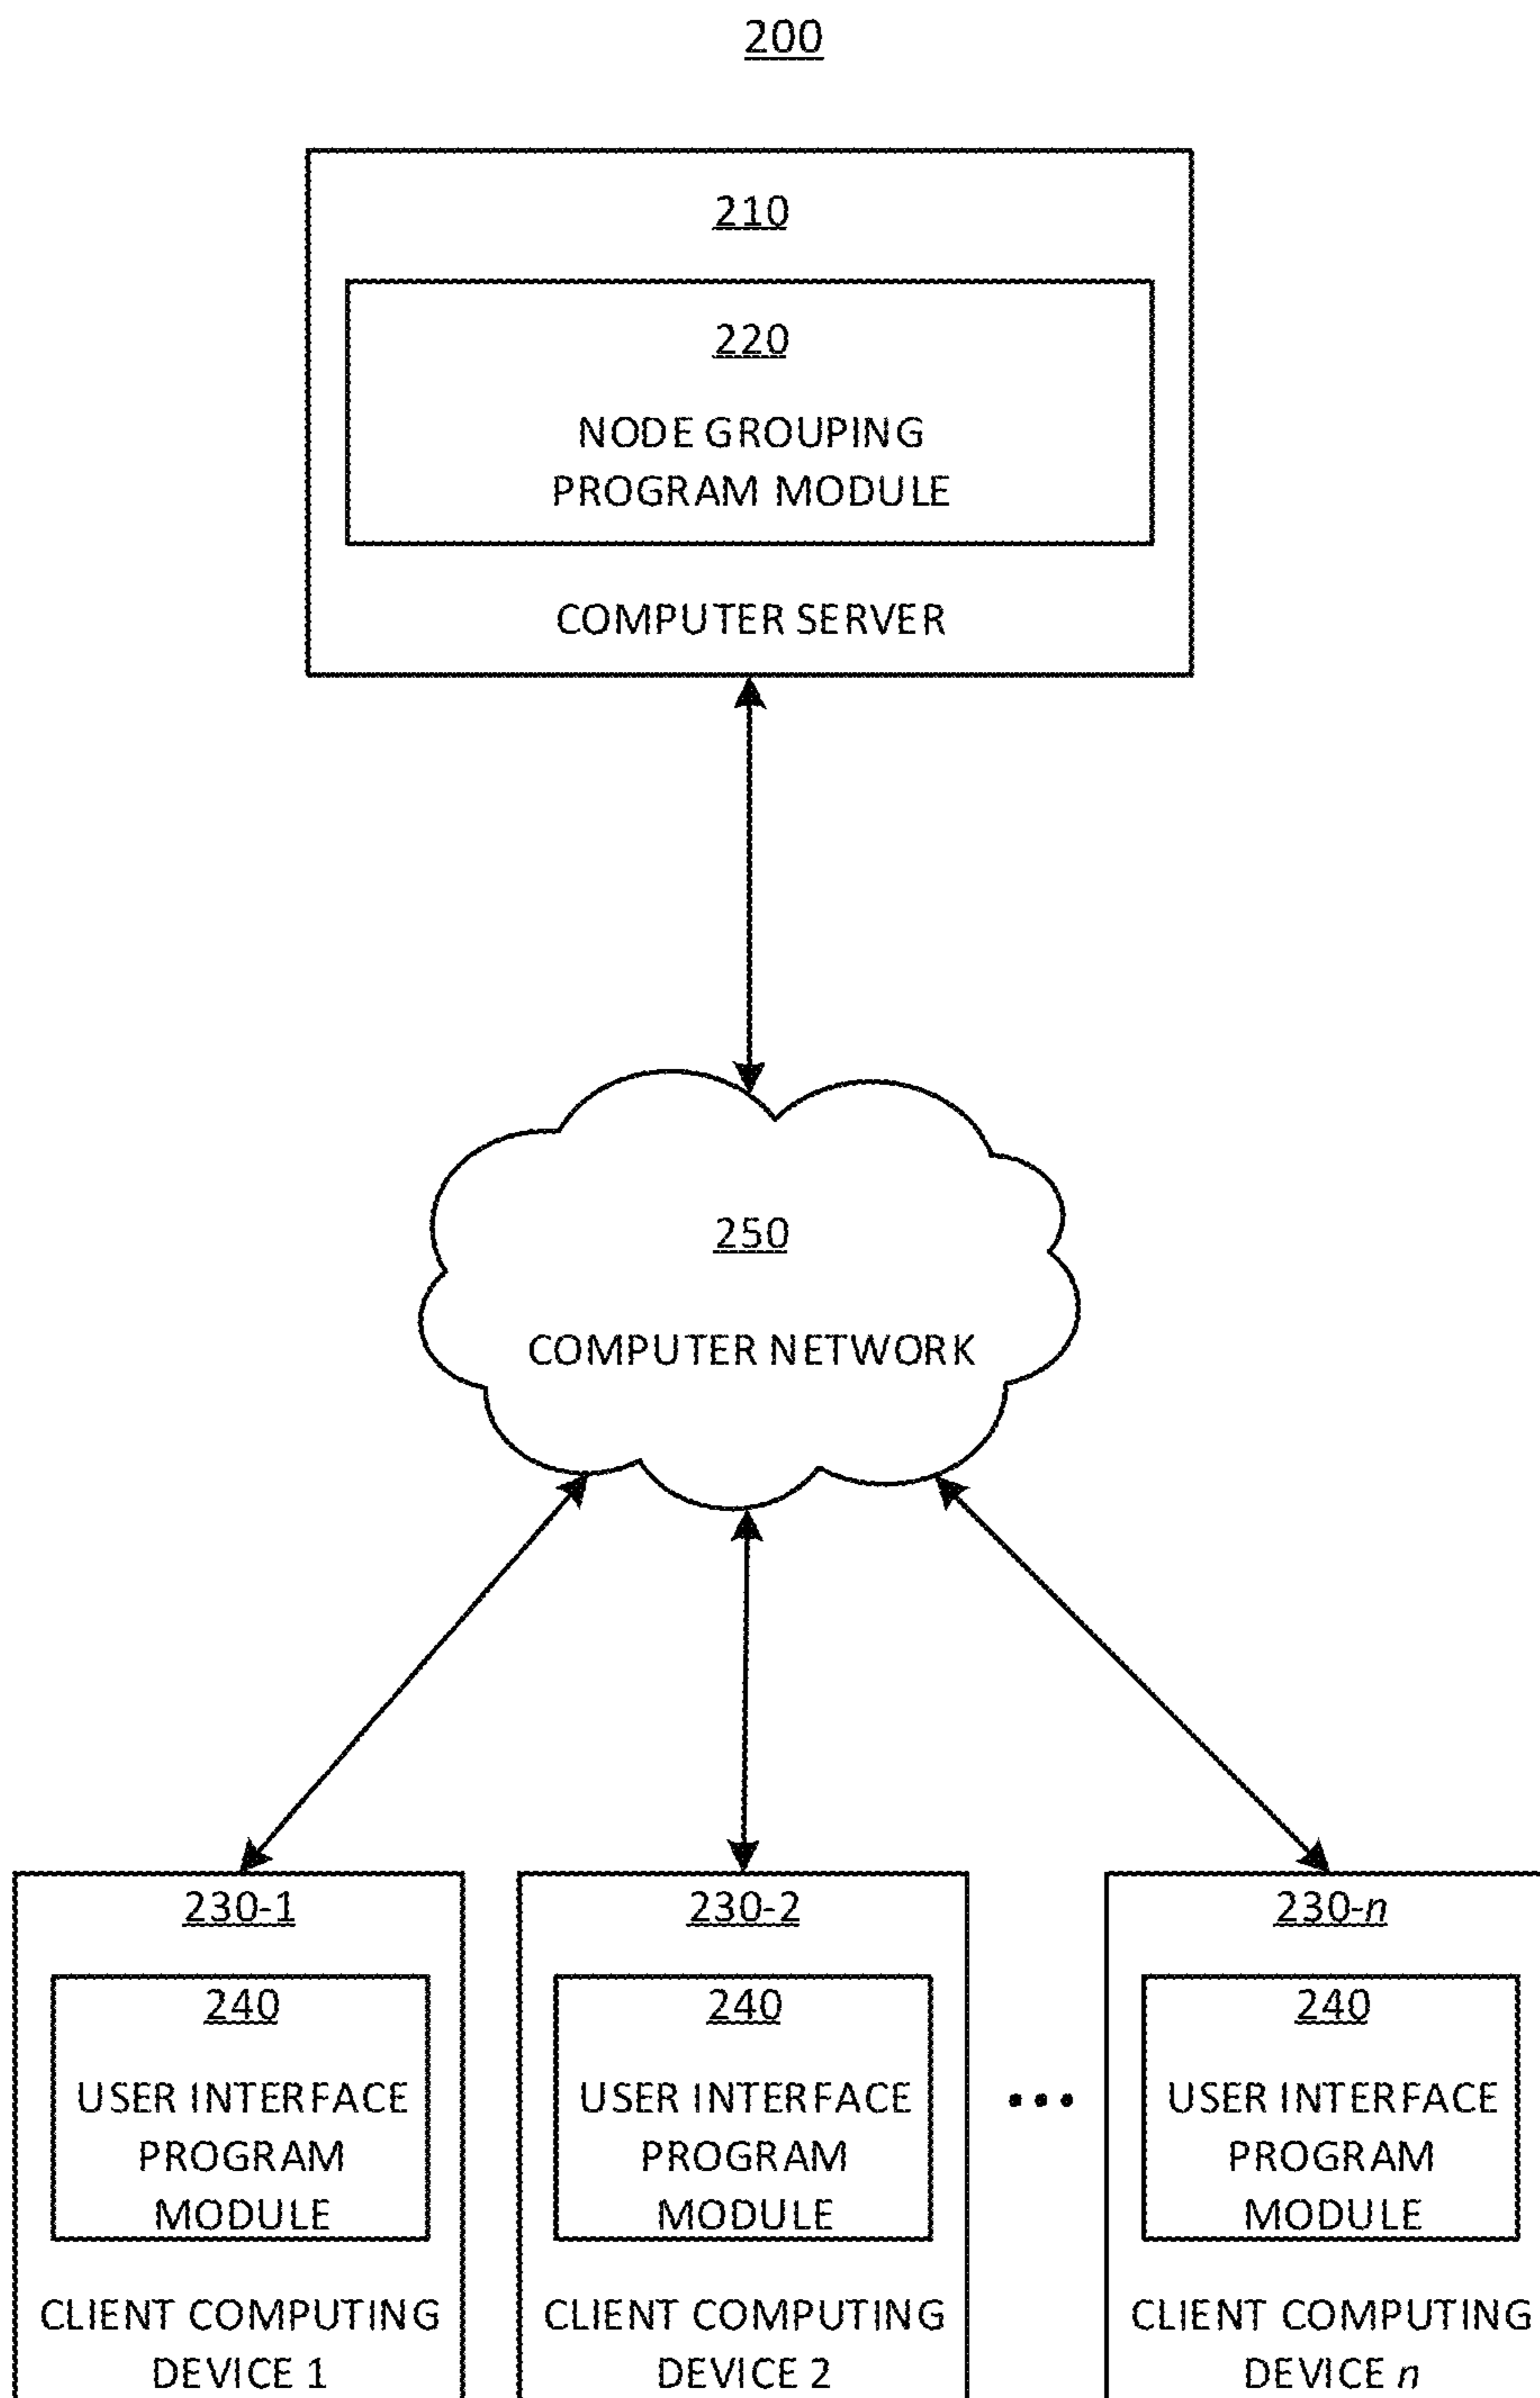 200
210
220
NODE GROUPING
PROGRAM MODULE
COMPUTER SERVER
250
COMPUTER NETWORK
230-1
240
USER INTERFACE
PROGRAM
MODULE
CLIENT COMPUTING
DEVICE 1
230-2
240
USER INTERFACE
PROGRAM
MODULE
CLIENT COMPUTING
DEVICE 2
•••
230-n
240
USER INTERFACE
PROGRAM
MODULE
CLIENT COMPUTING
DEVICE n